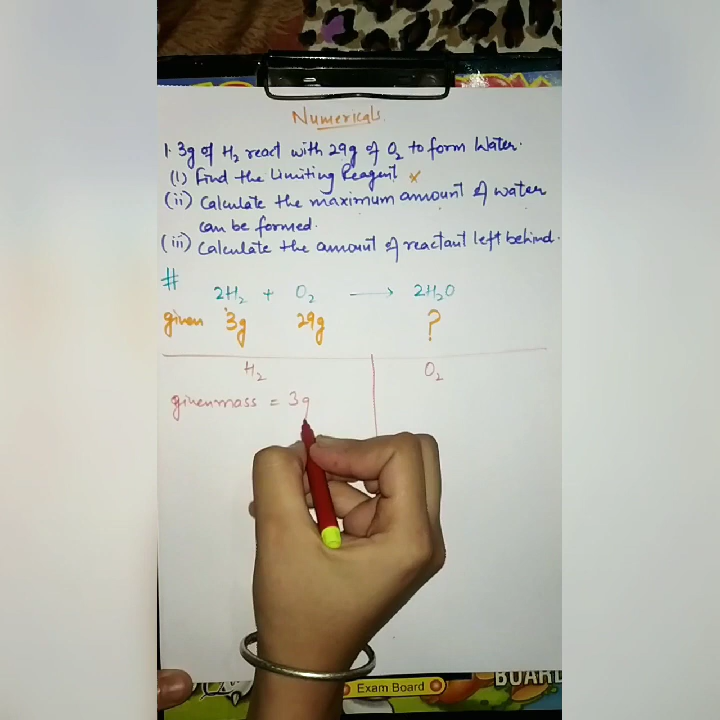 Numericals.
1. 3g of H₂ react with 29g of O₂ to form Water.
(i) Find the Limiting Reagent ×
(ii) Calculate the maximum amount of water
can be formed.
(iii) Calculate the amount of reactant left behind.
#
2H₂ + O₂ ⟶ 2H₂O
given 3g 29g ?
H₂ O₂
given mass = 3g
Exam Board
BOARD